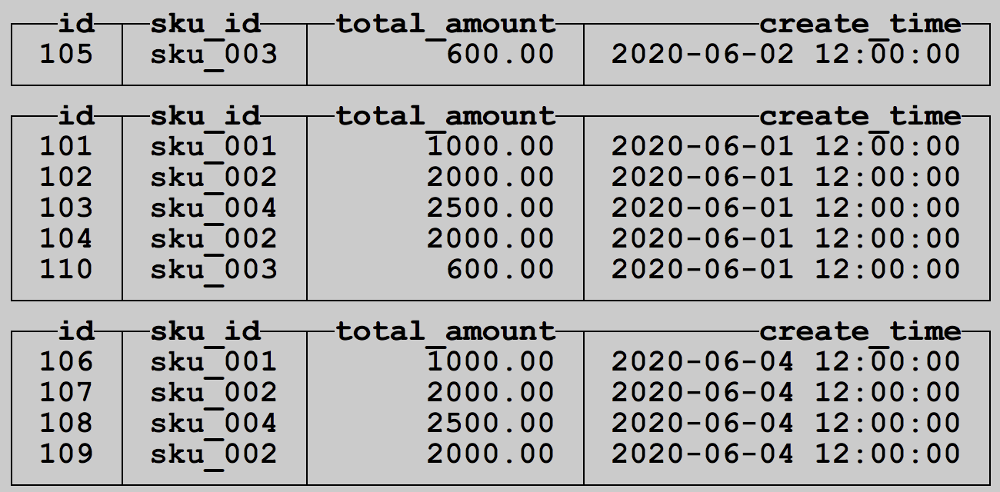 id sku_id total_amount create_time
105 sku_003 600.00 2020-06-02 12:00:00
id sku_id total_amount create_time
101 sku_001 1000.00 2020-06-01 12:00:00
102 sku_002 2000.00 2020-06-01 12:00:00
103 sku_004 2500.00 2020-06-01 12:00:00
104 sku_002 2000.00 2020-06-01 12:00:00
110 sku_003 600.00 2020-06-01 12:00:00
id sku_id total_amount create_time
106 sku_001 1000.00 2020-06-04 12:00:00
107 sku_002 2000.00 2020-06-04 12:00:00
108 sku_004 2500.00 2020-06-04 12:00:00
109 sku_002 2000.00 2020-06-04 12:00:00